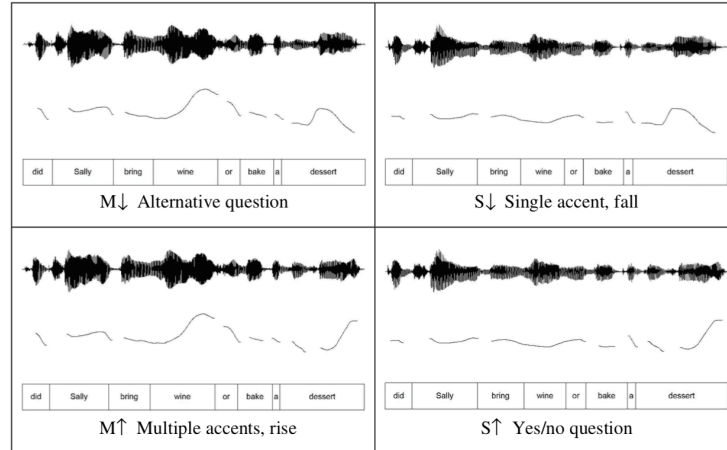 did Sally bring wine or bake a dessert
M↓ Alternative question
did Sally bring wine or bake a dessert
S↓ Single accent, fall
did Sally bring wine or bake a dessert
M↑ Multiple accents, rise
did Sally bring wine or bake a dessert
S↑ Yes/no question